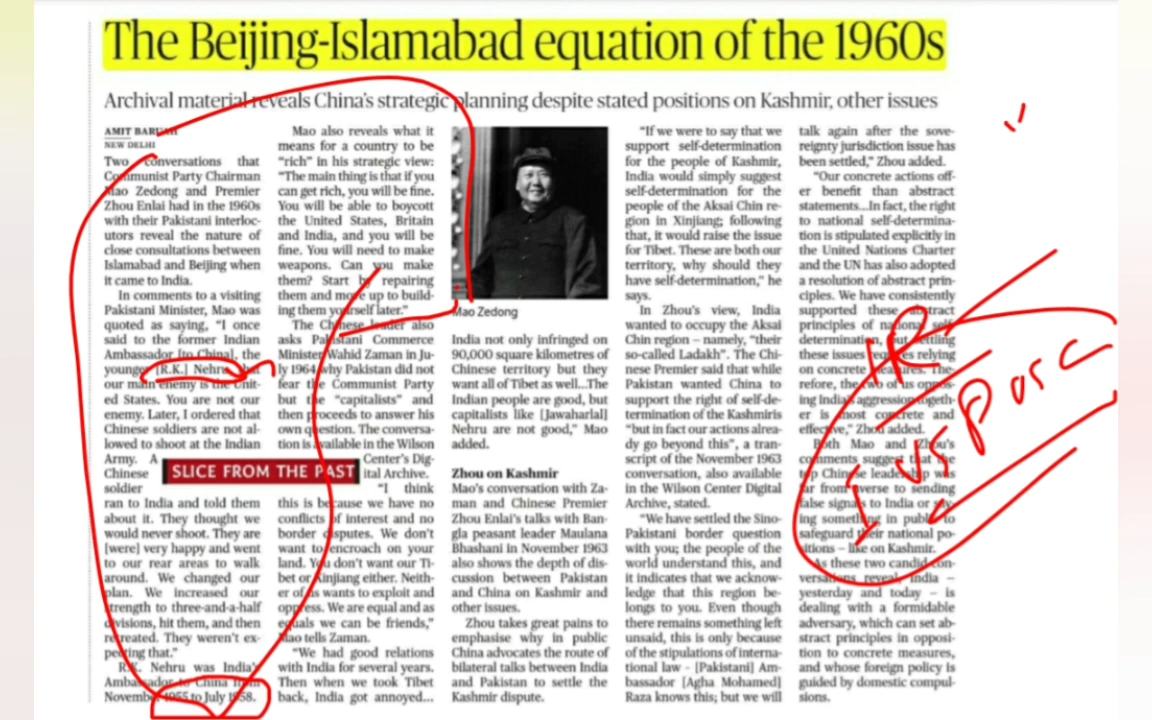 The Beijing-Islamabad equation of the 1960s
Archival material reveals China's strategic planning despite stated positions on Kashmir, other issues
AMIT BARUAH
NEW DELHI
Two conversations that
Communist Party Chairman
Mao Zedong and Premier
Zhou Enlai had in the 1960s
with their Pakistani interloc-
utors reveal the nature of
close consultations between
Islamabad and Beijing when
it came to India.
In comments to a visiting
Pakistani Minister, Mao was
quoted as saying, “I once
said to the former Indian
Ambassador [to China], the
younger [R.K.] Nehru, that
our main enemy is the Unit-
ed States. You are not our
enemy. Later, I ordered that
Chinese soldiers are not al-
lowed to shoot at the Indian
Army. A
Chinese
soldier
ran to India and told them
about it. They thought we
would never shoot. They are
[were] very happy and went
to our rear areas to walk
around. We changed our
plan. We increased our
strength to three-and-a-half
divisions, hit them, and then
retreated. They weren't ex-
pecting that.”
R.K. Nehru was India's
Ambassador to China from
November 1955 to July 1958.
SLICE FROM THE PAST
Mao also reveals what it
means for a country to be
“rich” in his strategic view:
“The main thing is that if you
can get rich, you will be fine.
You will be able to boycott
the United States, Britain
and India, and you will be
fine. You will need to make
weapons. Can you make
them? Start by repairing
them and move up to build-
ing them yourself later.”
The Chinese leader also
asks Pakistani Commerce
Minister Wahid Zaman in Ju-
ly 1964 why Pakistan did not
fear the Communist Party
but the “capitalists” and
then proceeds to answer his
own question. The conversa-
tion is available in the Wilson
Center's Dig-
ital Archive.
“I think
this is because we have no
conflicts of interest and no
border disputes. We don't
want to encroach on your
land. You don't want our Ti-
bet or Xinjiang either. Neith-
er of us wants to exploit and
oppress. We are equal and as
equals we can be friends,”
Mao tells Zaman.
“We had good relations
with India for several years.
Then when we took Tibet
back, India got annoyed...
Mao Zedong
India not only infringed on
90,000 square kilometres of
Chinese territory but they
want all of Tibet as well...The
Indian people are good, but
capitalists like [Jawaharlal]
Nehru are not good,” Mao
added.
Zhou on Kashmir
Mao's conversation with Za-
man and Chinese Premier
Zhou Enlai's talks with Ban-
gla peasant leader Maulana
Bhashani in November 1963
also shows the depth of dis-
cussion between Pakistan
and China on Kashmir and
other issues.
Zhou takes great pains to
emphasise why in public
China advocates the route of
bilateral talks between India
and Pakistan to settle the
Kashmir dispute.
“If we were to say that we
support self-determination
for the people of Kashmir,
India would simply suggest
self-determination for the
people of the Aksai Chin re-
gion in Xinjiang; following
that, it would raise the issue
for Tibet. These are both our
territory, why should they
have self-determination,” he
says.
In Zhou's view, India
wanted to occupy the Aksai
Chin region – namely, “their
so-called Ladakh”. The Chi-
nese Premier said that while
Pakistan wanted China to
support the right of self-de-
termination of the Kashmiris
“but in fact our actions alrea-
dy go beyond this”, a tran-
script of the November 1963
conversation, also available
in the Wilson Center Digital
Archive, stated.
“We have settled the Sino-
Pakistani border question
with you; the people of the
world understand this, and
it indicates that we acknow-
ledge that this region be-
longs to you. Even though
there remains something left
unsaid, this is only because
of the stipulations of interna-
tional law - [Pakistani] Am-
bassador [Agha Mohamed]
Raza knows this; but we will
talk again after the sove-
reignty jurisdiction issue has
been settled,” Zhou added.
“Our concrete actions off-
er benefit than abstract
statements...In fact, the right
to national self-determina-
tion is stipulated explicitly in
the United Nations Charter
and the UN has also adopted
a resolution of abstract prin-
ciples. We have consistently
supported these abstract
principles of national self-
determination, but settling
these issues requires relying
on concrete measures. The-
refore, the two of us oppos-
ing India's aggression togeth-
er is most concrete and
effective,” Zhou added.
Both Mao and Zhou's
comments suggest that the
top Chinese leadership was
far from averse to sending
false signals to India or say-
ing something in public to
safeguard their national po-
sitions – like on Kashmir.
As these two candid con-
versations reveal, India –
yesterday and today – is
dealing with a formidable
adversary, which can set ab-
stract principles in opposi-
tion to concrete measures,
and whose foreign policy is
guided by domestic compul-
sions.